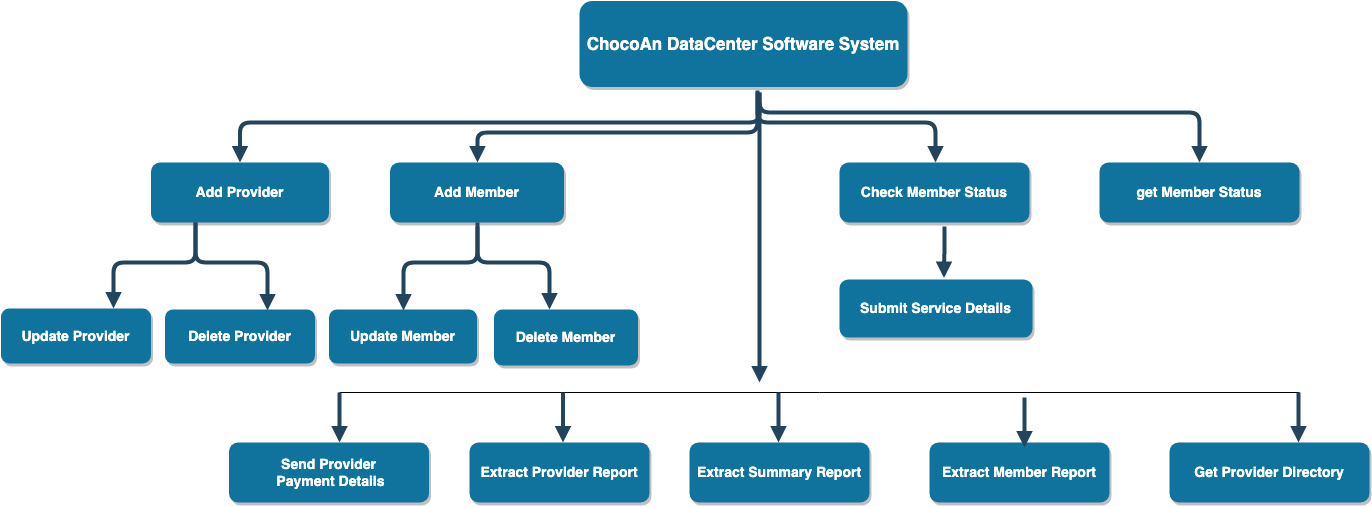 ChocoAn DataCenter Software System
Add Provider
Add Member
Check Member Status
get Member Status
Update Provider
Delete Provider
Update Member
Delete Member
Submit Service Details
Send Provider
Payment Details
Extract Provider Report
Extract Summary Report
Extract Member Report
Get Provider Directory